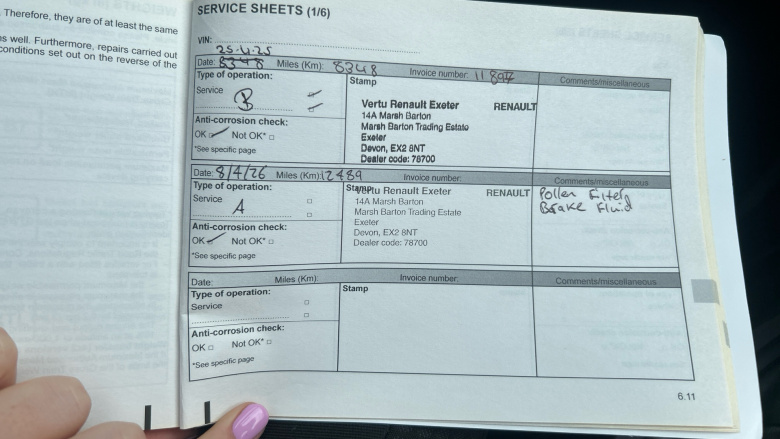 . Therefore, they are of at least the same
s well. Furthermore, repairs carried out
conditions set out on the reverse of the
SERVICE SHEETS (1/6)
VIN:
25.4.25
Date: 8348 Miles (Km): 8348 Invoice number: 11897 Comments/miscellaneous
Type of operation:
Service B
Anti-corrosion check:
OK Not OK*
*See specific page
Stamp
Vertu Renault Exeter RENAULT
14A Marsh Barton
Marsh Barton Trading Estate
Exeter
Devon, EX2 8NT
Dealer code: 78700
Date: 8/4/26 Miles (Km): 12489 Invoice number: Comments/miscellaneous
Type of operation:
Service A
Anti-corrosion check:
OK Not OK*
*See specific page
Stamp
Vertu Renault Exeter RENAULT
14A Marsh Barton
Marsh Barton Trading Estate
Exeter
Devon, EX2 8NT
Dealer code: 78700
Pollen Filter
Brake Fluid
Date: Miles (Km): Invoice number: Comments/miscellaneous
Type of operation:
Service
Anti-corrosion check:
OK Not OK*
*See specific page
Stamp
6.11